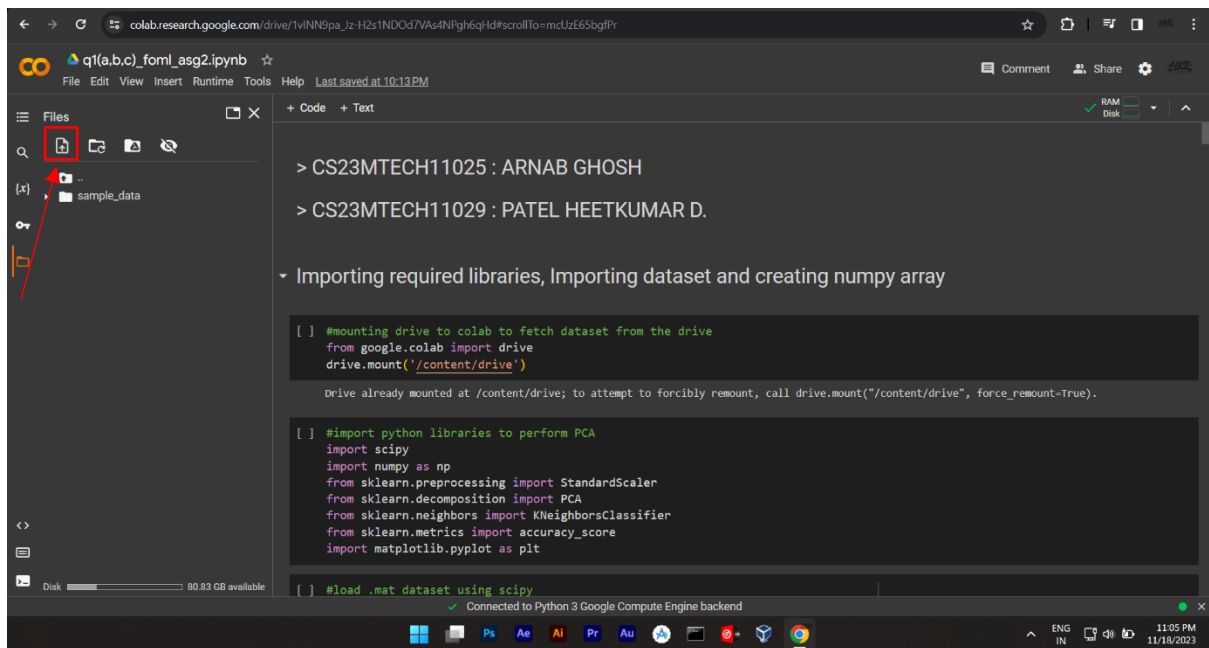 colab.research.google.com/drive/1vINN9pa_Jz-H2s1NDOd7VAs4NPgh6qHd#scrollTo=mcUzE65bgfPr
q1(a,b,c)_foml_asg2.ipynb
File Edit View Insert Runtime Tools Help Last saved at 10:13 PM
Comment Share
Files
+ Code + Text
RAM
Disk
..
{x}
sample_data
> CS23MTECH11025 : ARNAB GHOSH
> CS23MTECH11029 : PATEL HEETKUMAR D.
Importing required libraries, Importing dataset and creating numpy array
[ ] #mounting drive to colab to fetch dataset from the drive
from google.colab import drive
drive.mount('/content/drive')
Drive already mounted at /content/drive; to attempt to forcibly remount, call drive.mount("/content/drive", force_remount=True).
[ ] #import python libraries to perform PCA
import scipy
import numpy as np
from sklearn.preprocessing import StandardScaler
from sklearn.decomposition import PCA
from sklearn.neighbors import KNeighborsClassifier
from sklearn.metrics import accuracy_score
import matplotlib.pyplot as plt
<>
Disk 80.83 GB available
[ ] #load .mat dataset using scipy
Connected to Python 3 Google Compute Engine backend
Ps Ae Ai Pr Au
ENG
IN
11:05 PM
11/18/2023